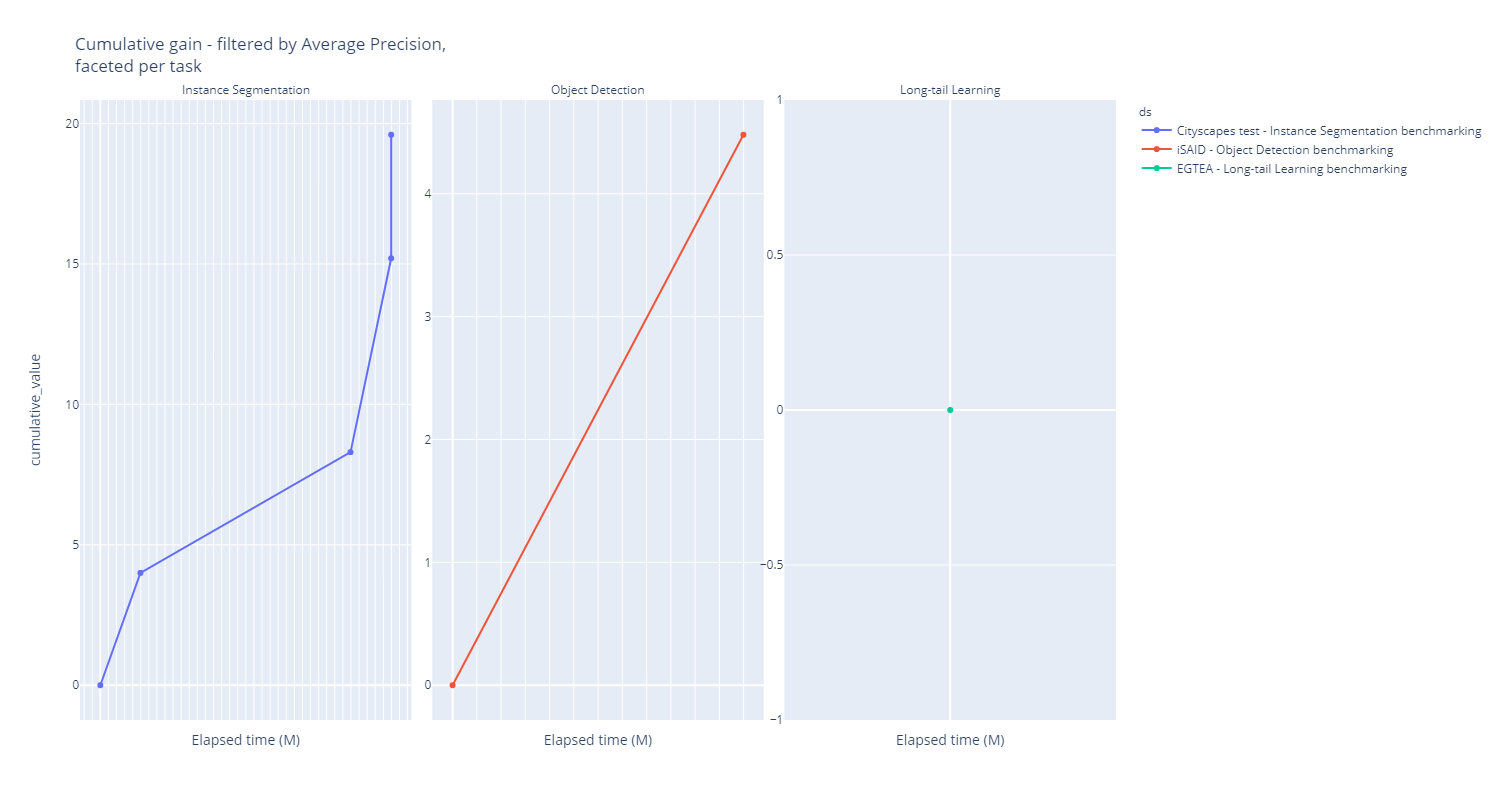 Cumulative gain - filtered by Average Precision,
faceted per task
Instance Segmentation
Object Detection
Long-tail Learning
cumulative_value
20
15
10
5
0
4
3
2
1
0
1
0.5
0
−0.5
−1
Elapsed time (M)
Elapsed time (M)
Elapsed time (M)
ds
Cityscapes test - Instance Segmentation benchmarking
iSAID - Object Detection benchmarking
EGTEA - Long-tail Learning benchmarking